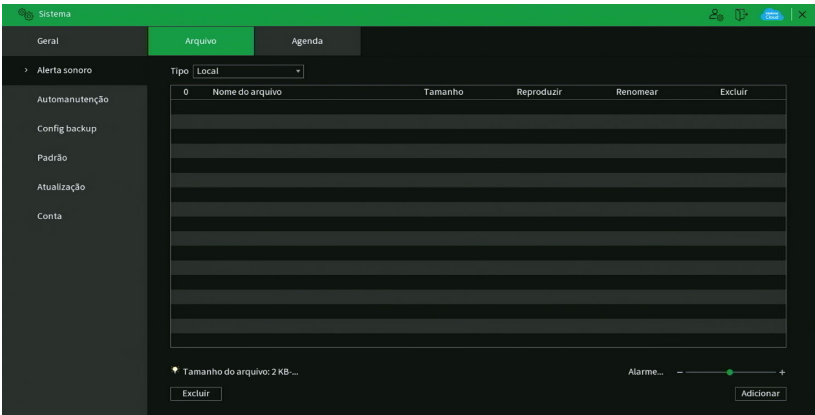 Sistema
Geral
Arquivo
Agenda
Alerta sonoro
Tipo Local
Automanutenção
0 Nome do arquivo Tamanho Reproduzir Renomear Excluir
Config backup
Padrão
Atualização
Conta
Tamanho do arquivo: 2 KB-...
Alarme... - +
Excluir
Adicionar